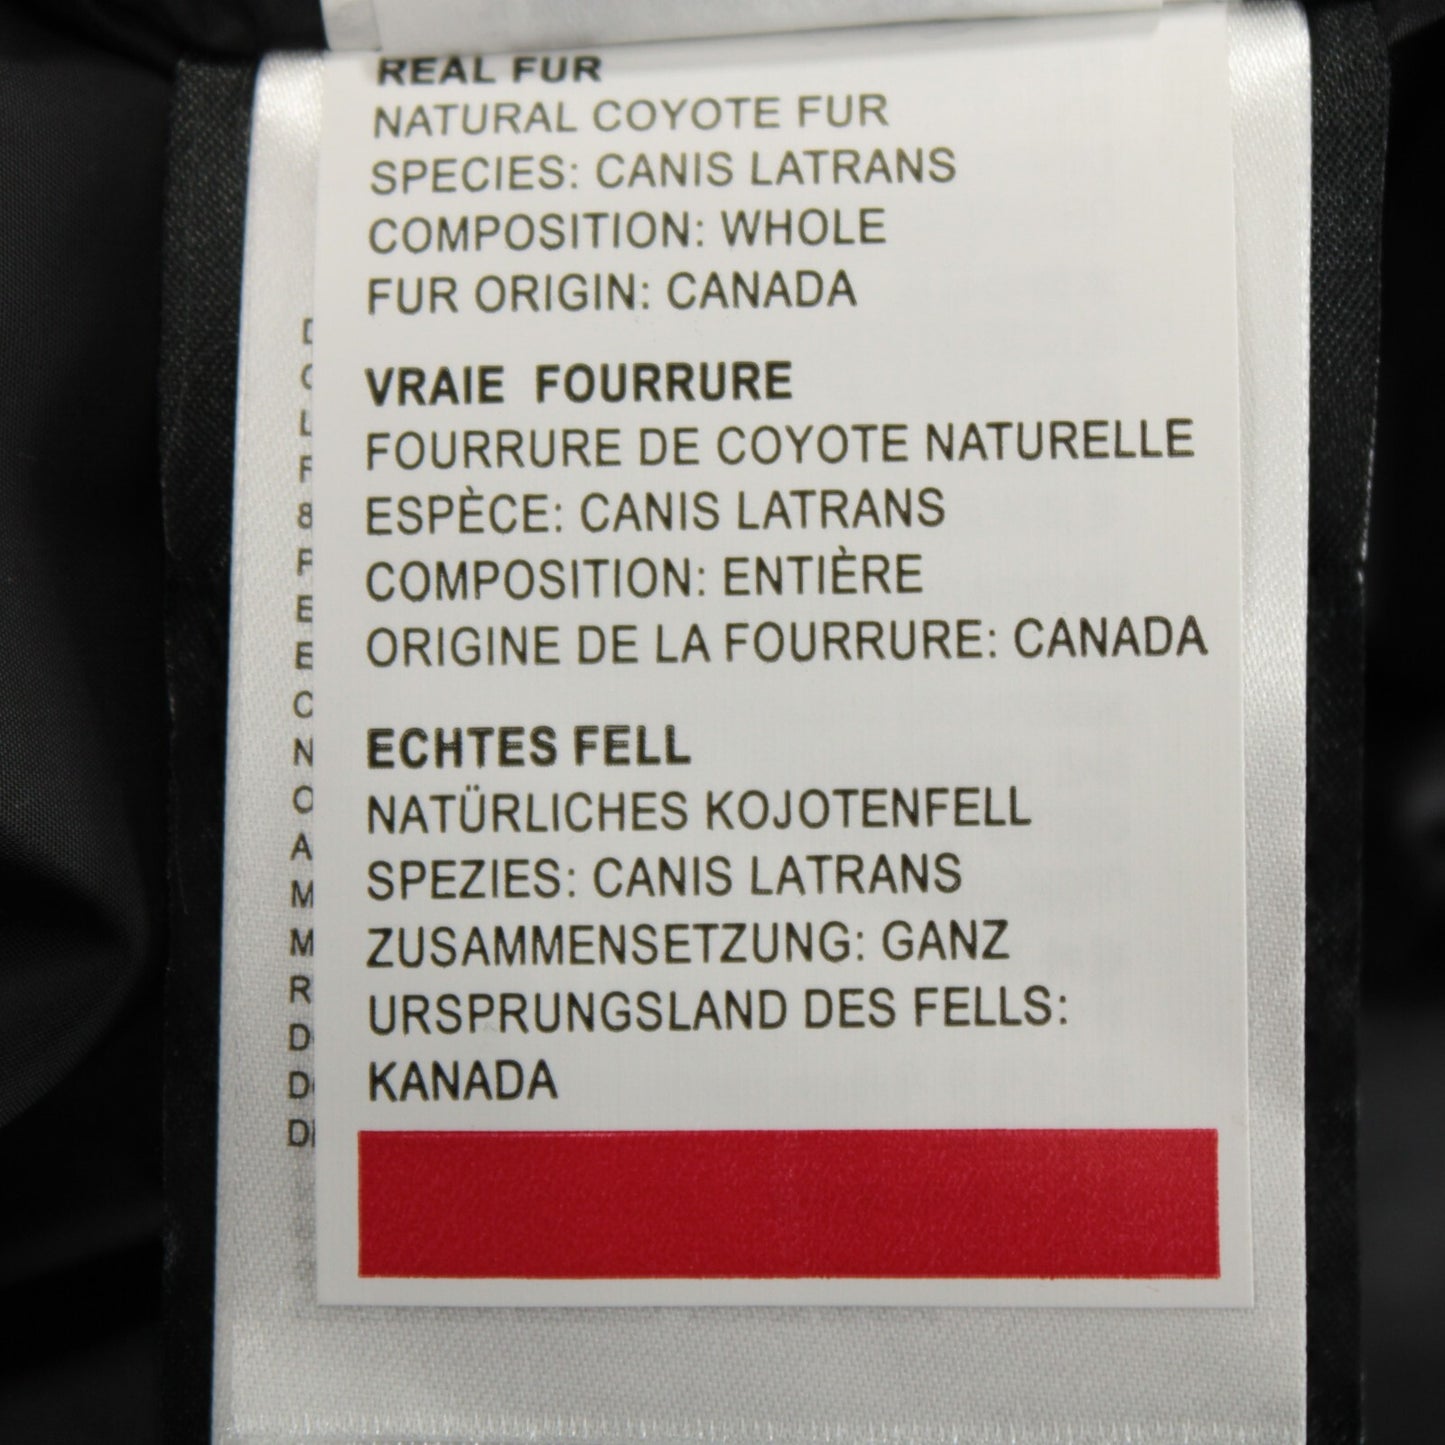 REAL FUR
NATURAL COYOTE FUR
SPECIES: CANIS LATRANS
COMPOSITION: WHOLE
FUR ORIGIN: CANADA
VRAIE FOURRURE
FOURRURE DE COYOTE NATURELLE
ESPÈCE: CANIS LATRANS
COMPOSITION: ENTIÈRE
ORIGINE DE LA FOURRURE: CANADA
ECHTES FELL
NATÜRLICHES KOJOTENFELL
SPEZIES: CANIS LATRANS
ZUSAMMENSETZUNG: GANZ
URSPRUNGSLAND DES FELLS:
KANADA